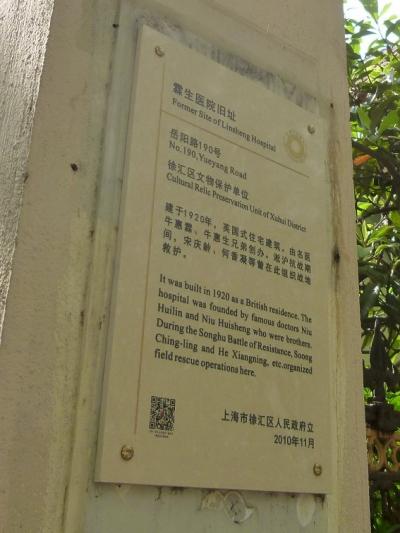 霖生医院旧址
Former Site of Linsheng Hospital
岳阳路190号
No.190,Yueyang Road
徐汇区文物保护单位
Cultural Relic Preservation Unit of Xuhui District
建于1920年，英国式住宅建筑，由名医
牛惠霖、牛惠生兄弟创办，淞沪抗战期
间，宋庆龄、何香凝等曾在此组织战地
救护。
It was built in 1920 as a British residence. The
hospital was founded by famous doctors Niu
Huilin and Niu Huisheng who were brothers.
During the Songhu Battle of Resistance, Soong
Ching-ling and He Xiangning, etc.organized
field rescue operations here.
上海市徐汇区人民政府立
2010年11月